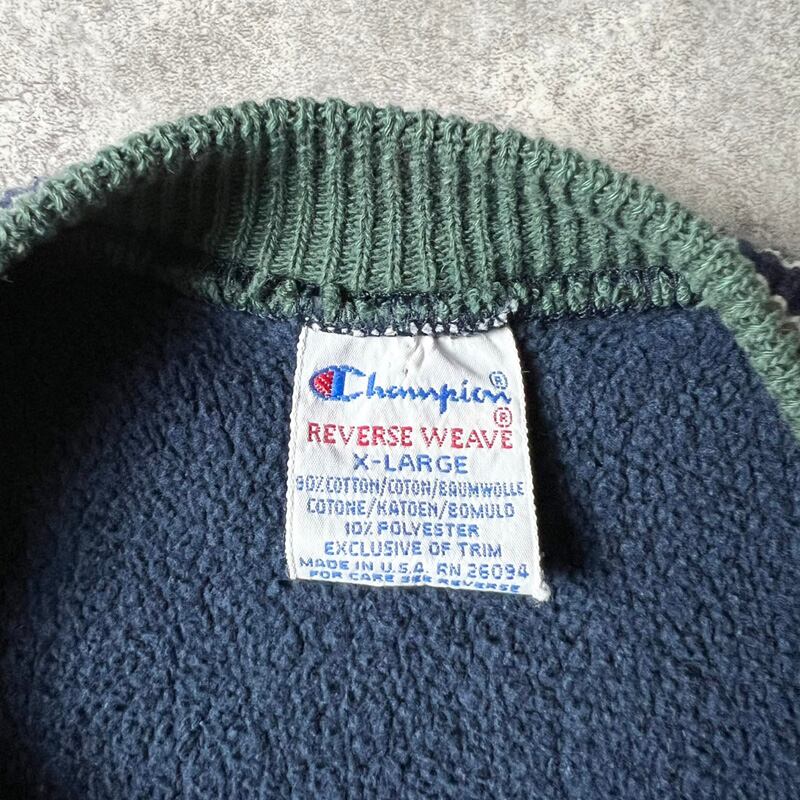 Champion®
®
REVERSE WEAVE
X-LARGE
90% COTTON/COTON/BAUMWOLLE
COTONE/KATOEN/BOMULD
10% POLYESTER
EXCLUSIVE OF TRIM
MADE IN U.S.A. RN 26094
FOR CARE SEE REVERSE